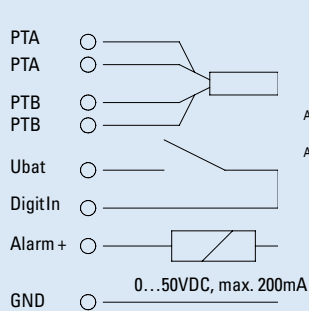 PTA
PTA
PTB
PTB
A
Ubat
A
DigitIn
Alarm +
0...50VDC, max. 200mA
GND